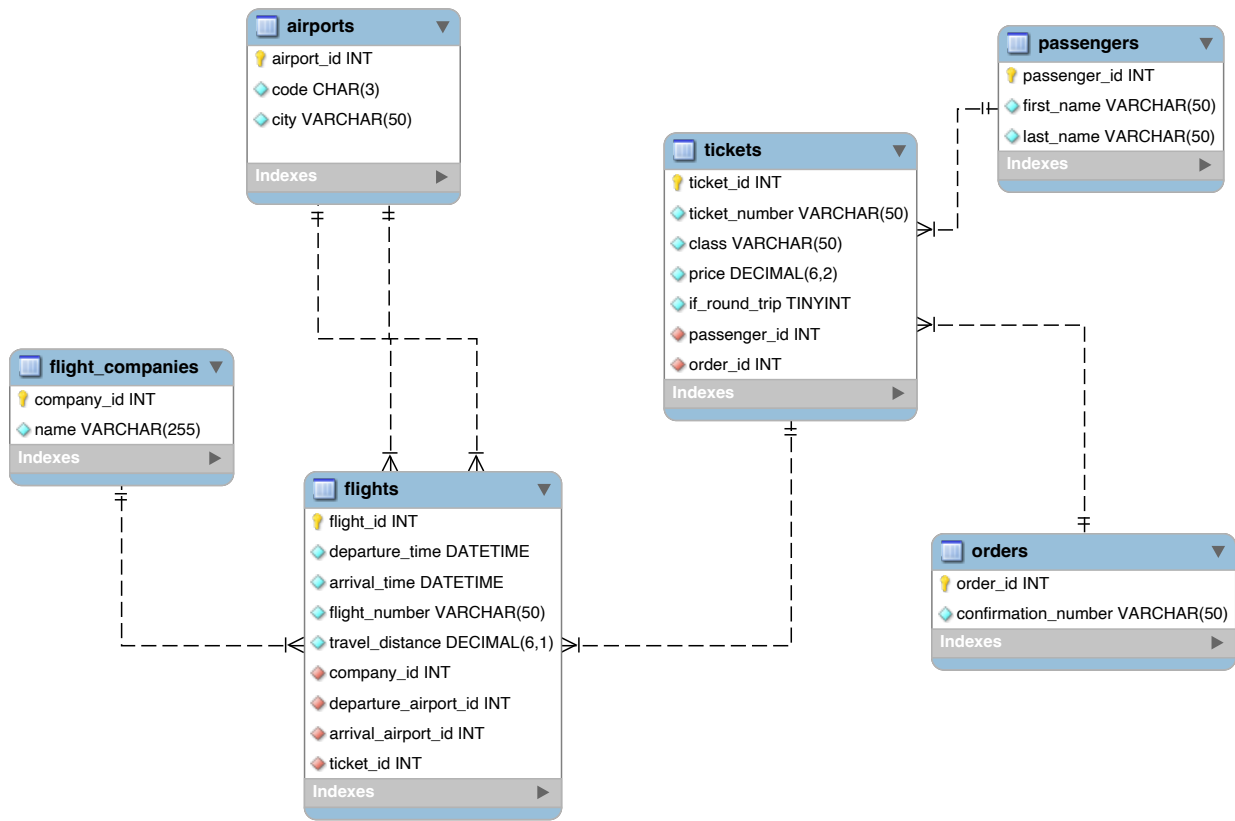 airports
airport_id INT
code CHAR(3)
city VARCHAR(50)
Indexes
passengers
passenger_id INT
first_name VARCHAR(50)
last_name VARCHAR(50)
Indexes
tickets
ticket_id INT
ticket_number VARCHAR(50)
class VARCHAR(50)
price DECIMAL(6,2)
if_round_trip TINYINT
passenger_id INT
order_id INT
Indexes
flight_companies
company_id INT
name VARCHAR(255)
Indexes
flights
flight_id INT
departure_time DATETIME
arrival_time DATETIME
flight_number VARCHAR(50)
travel_distance DECIMAL(6,1)
company_id INT
departure_airport_id INT
arrival_airport_id INT
ticket_id INT
Indexes
orders
order_id INT
confirmation_number VARCHAR(50)
Indexes